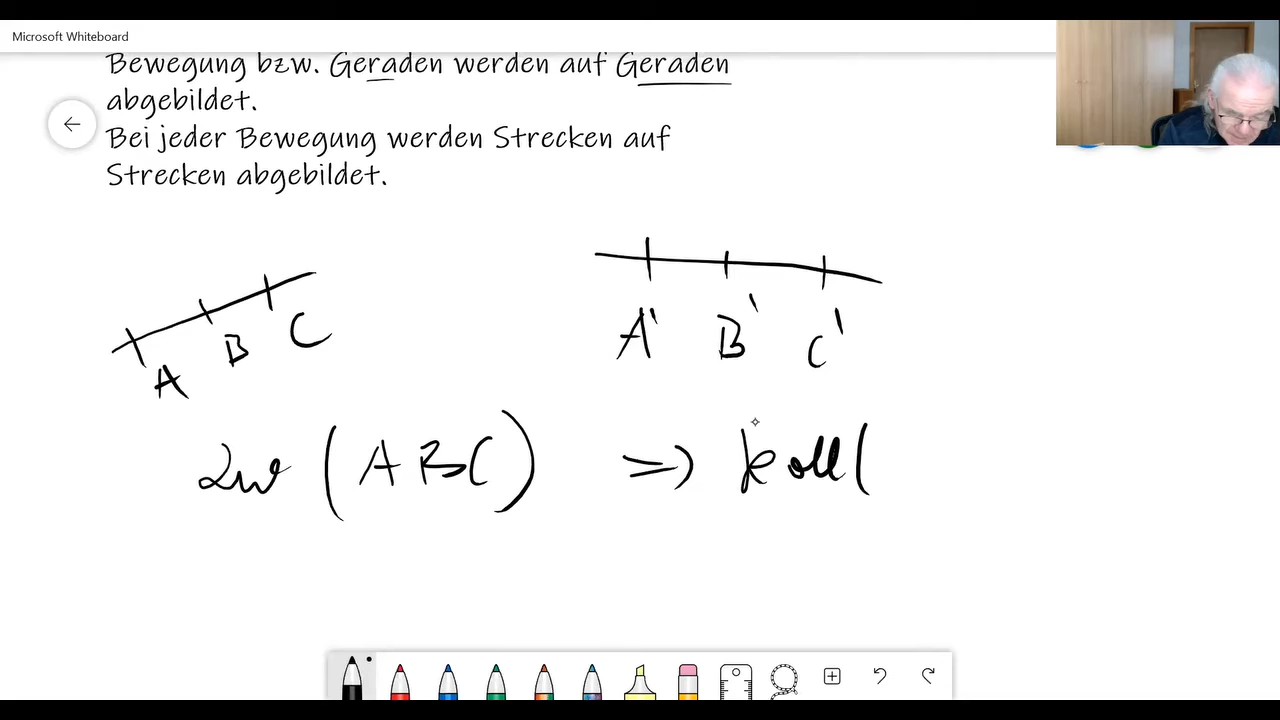 Microsoft Whiteboard
Bewegung bzw. Geraden werden auf Geraden
abgebildet.
Bei jeder Bewegung werden Strecken auf
Strecken abgebildet.
A B C
A' B' C'
Zw (ABC) => koll(